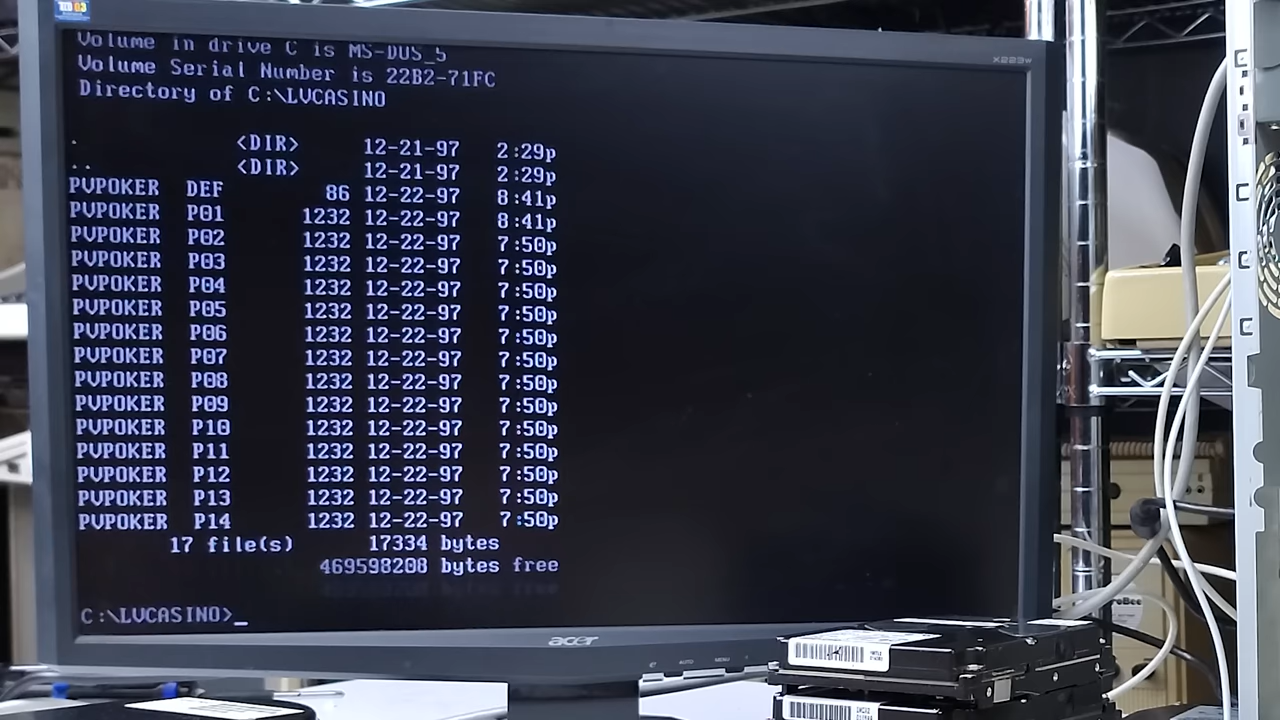 X223W
Volume in drive C is MS-DOS_5
Volume Serial Number is 22B2-71FC
Directory of C:\LVCASINO
. <DIR> 12-21-97 2:29p
.. <DIR> 12-21-97 2:29p
PVPOKER DEF 86 12-22-97 8:41p
PVPOKER P01 1232 12-22-97 8:41p
PVPOKER P02 1232 12-22-97 7:50p
PVPOKER P03 1232 12-22-97 7:50p
PVPOKER P04 1232 12-22-97 7:50p
PVPOKER P05 1232 12-22-97 7:50p
PVPOKER P06 1232 12-22-97 7:50p
PVPOKER P07 1232 12-22-97 7:50p
PVPOKER P08 1232 12-22-97 7:50p
PVPOKER P09 1232 12-22-97 7:50p
PVPOKER P10 1232 12-22-97 7:50p
PVPOKER P11 1232 12-22-97 7:50p
PVPOKER P12 1232 12-22-97 7:50p
PVPOKER P13 1232 12-22-97 7:50p
PVPOKER P14 1232 12-22-97 7:50p
17 file(s) 17334 bytes
469598208 bytes free
C:\LVCASINO>_
acer
AUTO MENU